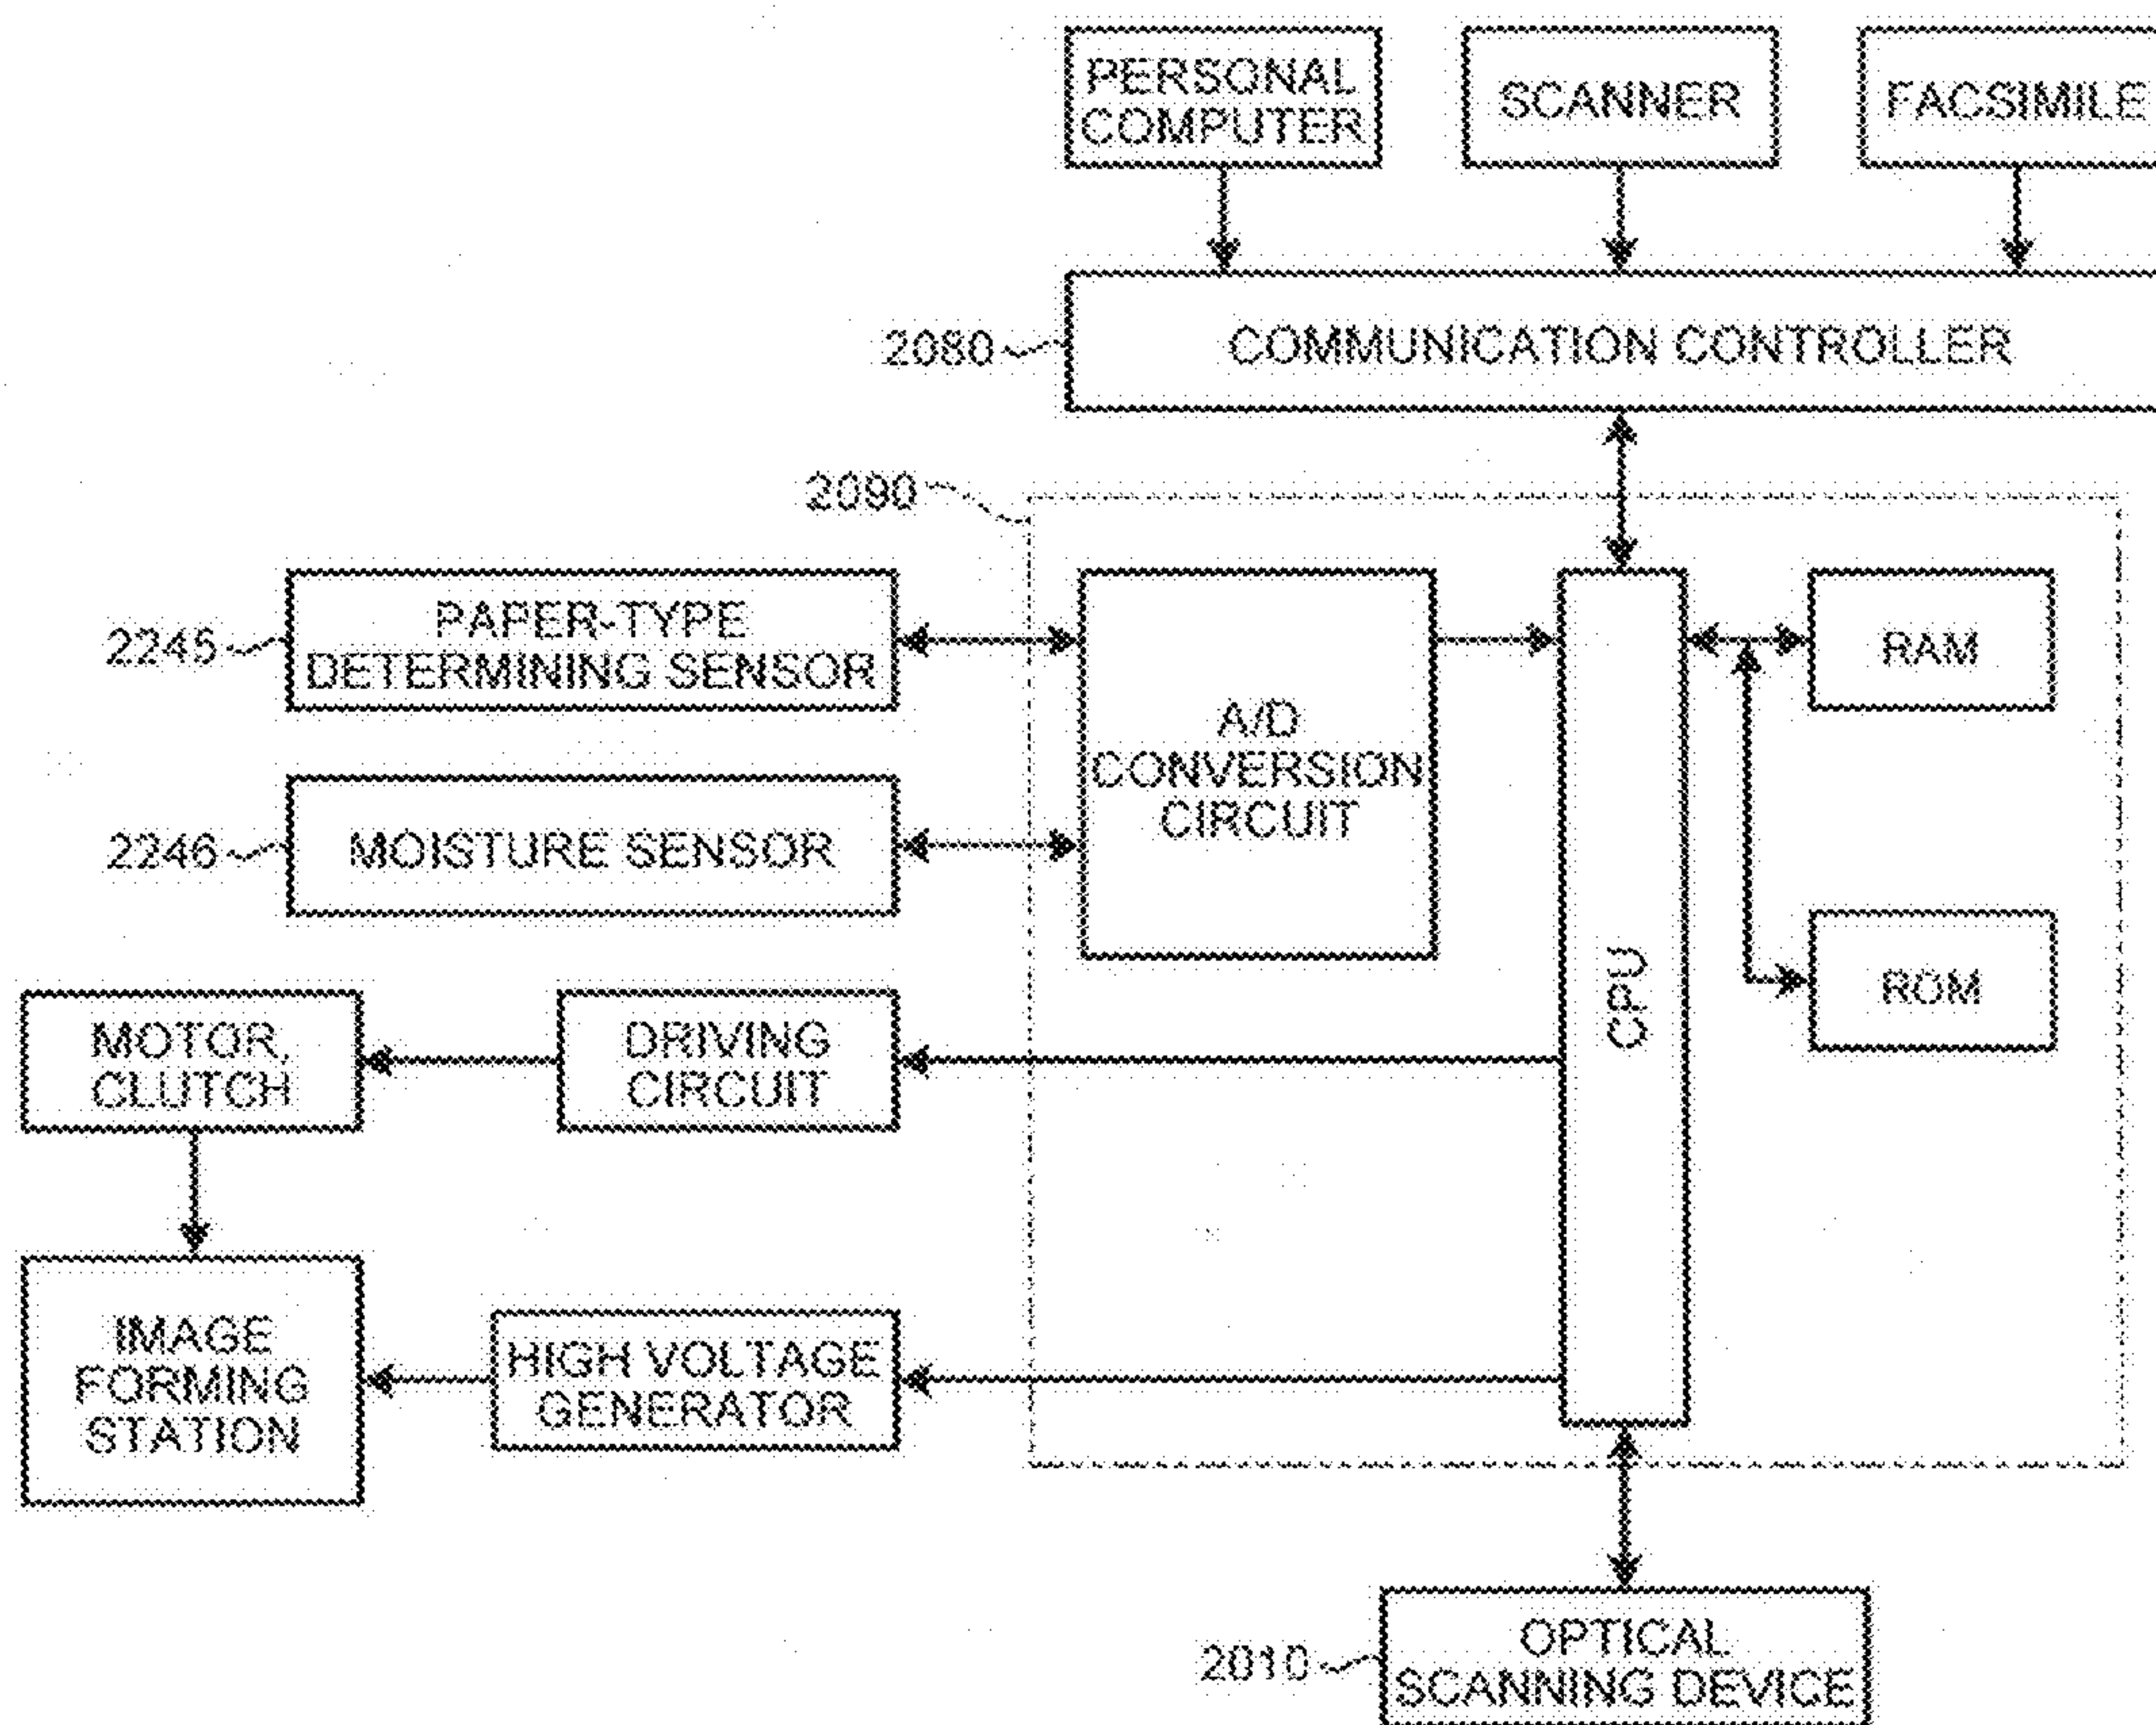 PERSONAL
COMPUTER
SCANNER
FACSIMILE
2080
COMMUNICATION CONTROLLER
2090
2245
PAPER-TYPE
DETERMINING SENSOR
A/D
CONVERSION
CIRCUIT
RAM
2246
MOISTURE SENSOR
CPU
ROM
MOTOR,
CLUTCH
DRIVING
CIRCUIT
IMAGE
FORMING
STATION
HIGH VOLTAGE
GENERATOR
2010
OPTICAL
SCANNING DEVICE